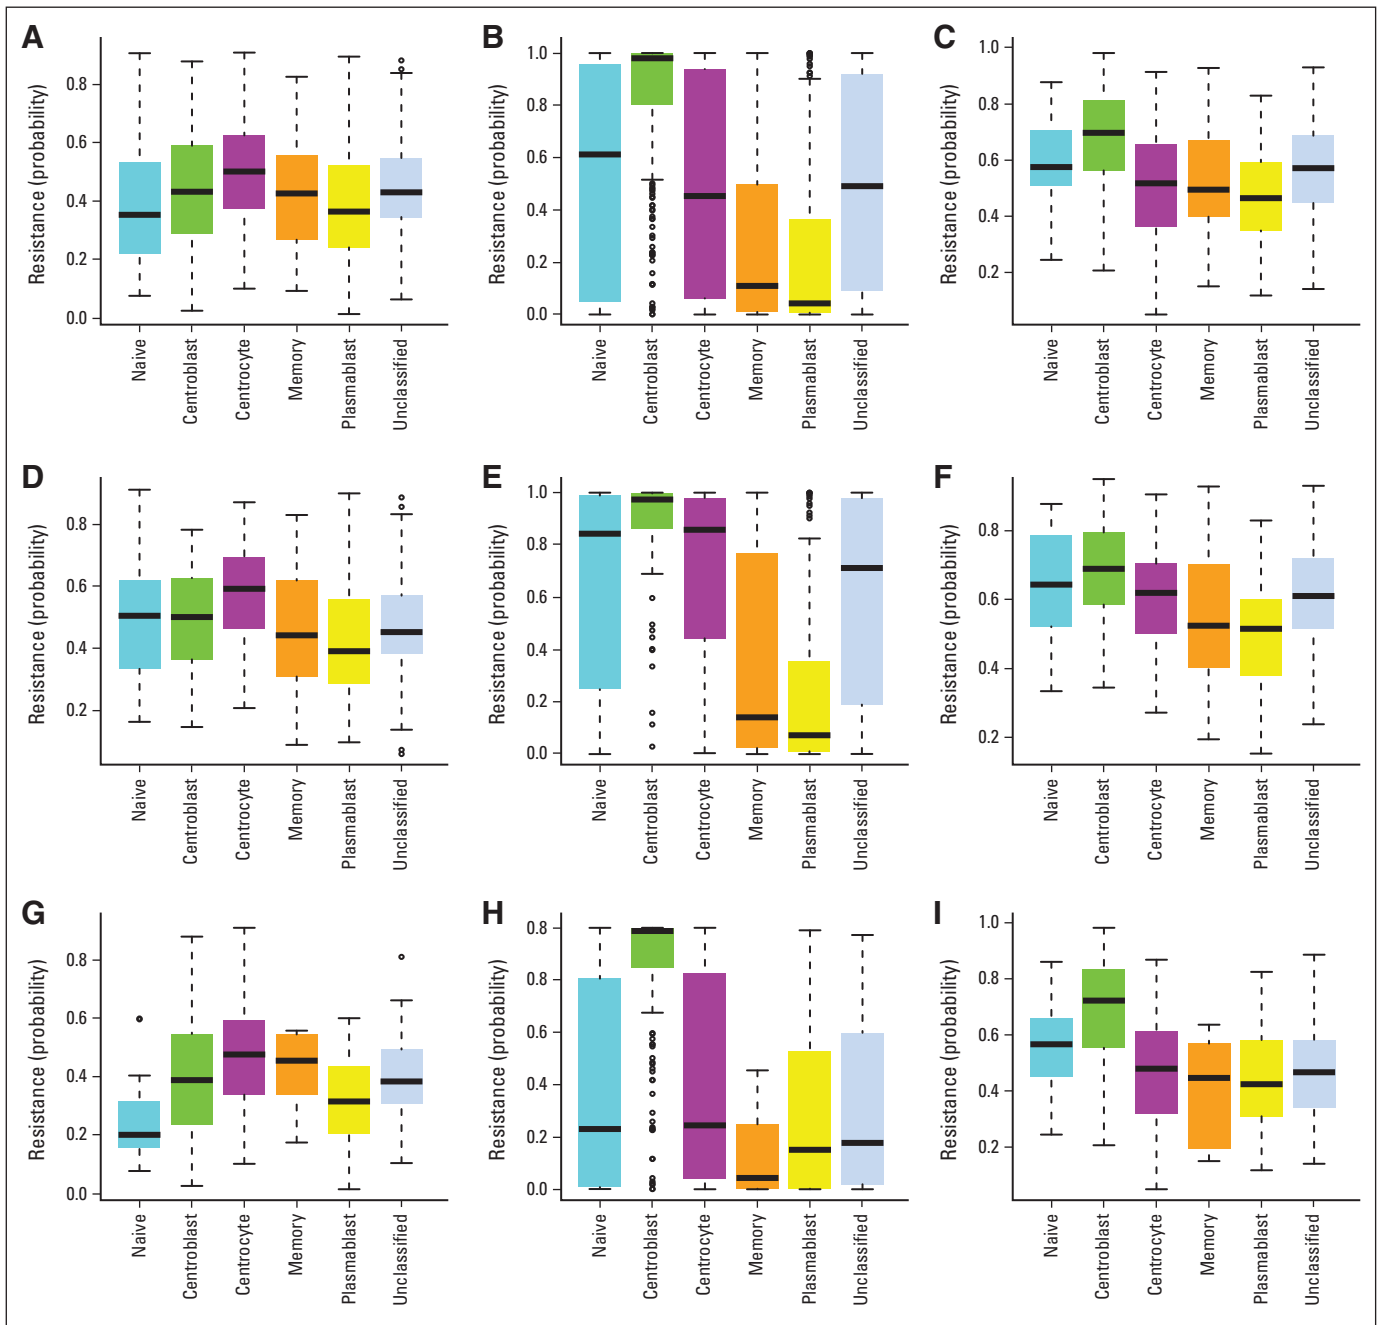 A
Resistance (probability)
0.8
0.6
0.4
0.2
0.0
Naive
Centroblast
Centrocyte
Memory
Plasmablast
Unclassified
B
Resistance (probability)
1.0
0.8
0.6
0.4
0.2
0.0
Naive
Centroblast
Centrocyte
Memory
Plasmablast
Unclassified
C
Resistance (probability)
1.0
0.8
0.6
0.4
0.2
Naive
Centroblast
Centrocyte
Memory
Plasmablast
Unclassified
D
Resistance (probability)
0.8
0.6
0.4
0.2
Naive
Centroblast
Centrocyte
Memory
Plasmablast
Unclassified
E
Resistance (probability)
1.0
0.8
0.6
0.4
0.2
0.0
Naive
Centroblast
Centrocyte
Memory
Plasmablast
Unclassified
F
Resistance (probability)
0.8
0.6
0.4
0.2
Naive
Centroblast
Centrocyte
Memory
Plasmablast
Unclassified
G
Resistance (probability)
0.8
0.6
0.4
0.2
0.0
Naive
Centroblast
Centrocyte
Memory
Plasmablast
Unclassified
H
Resistance (probability)
0.8
0.8
0.6
0.4
0.2
0.0
Naive
Centroblast
Centrocyte
Memory
Plasmablast
Unclassified
I
Resistance (probability)
1.0
0.8
0.6
0.4
0.2
Naive
Centroblast
Centrocyte
Memory
Plasmablast
Unclassified